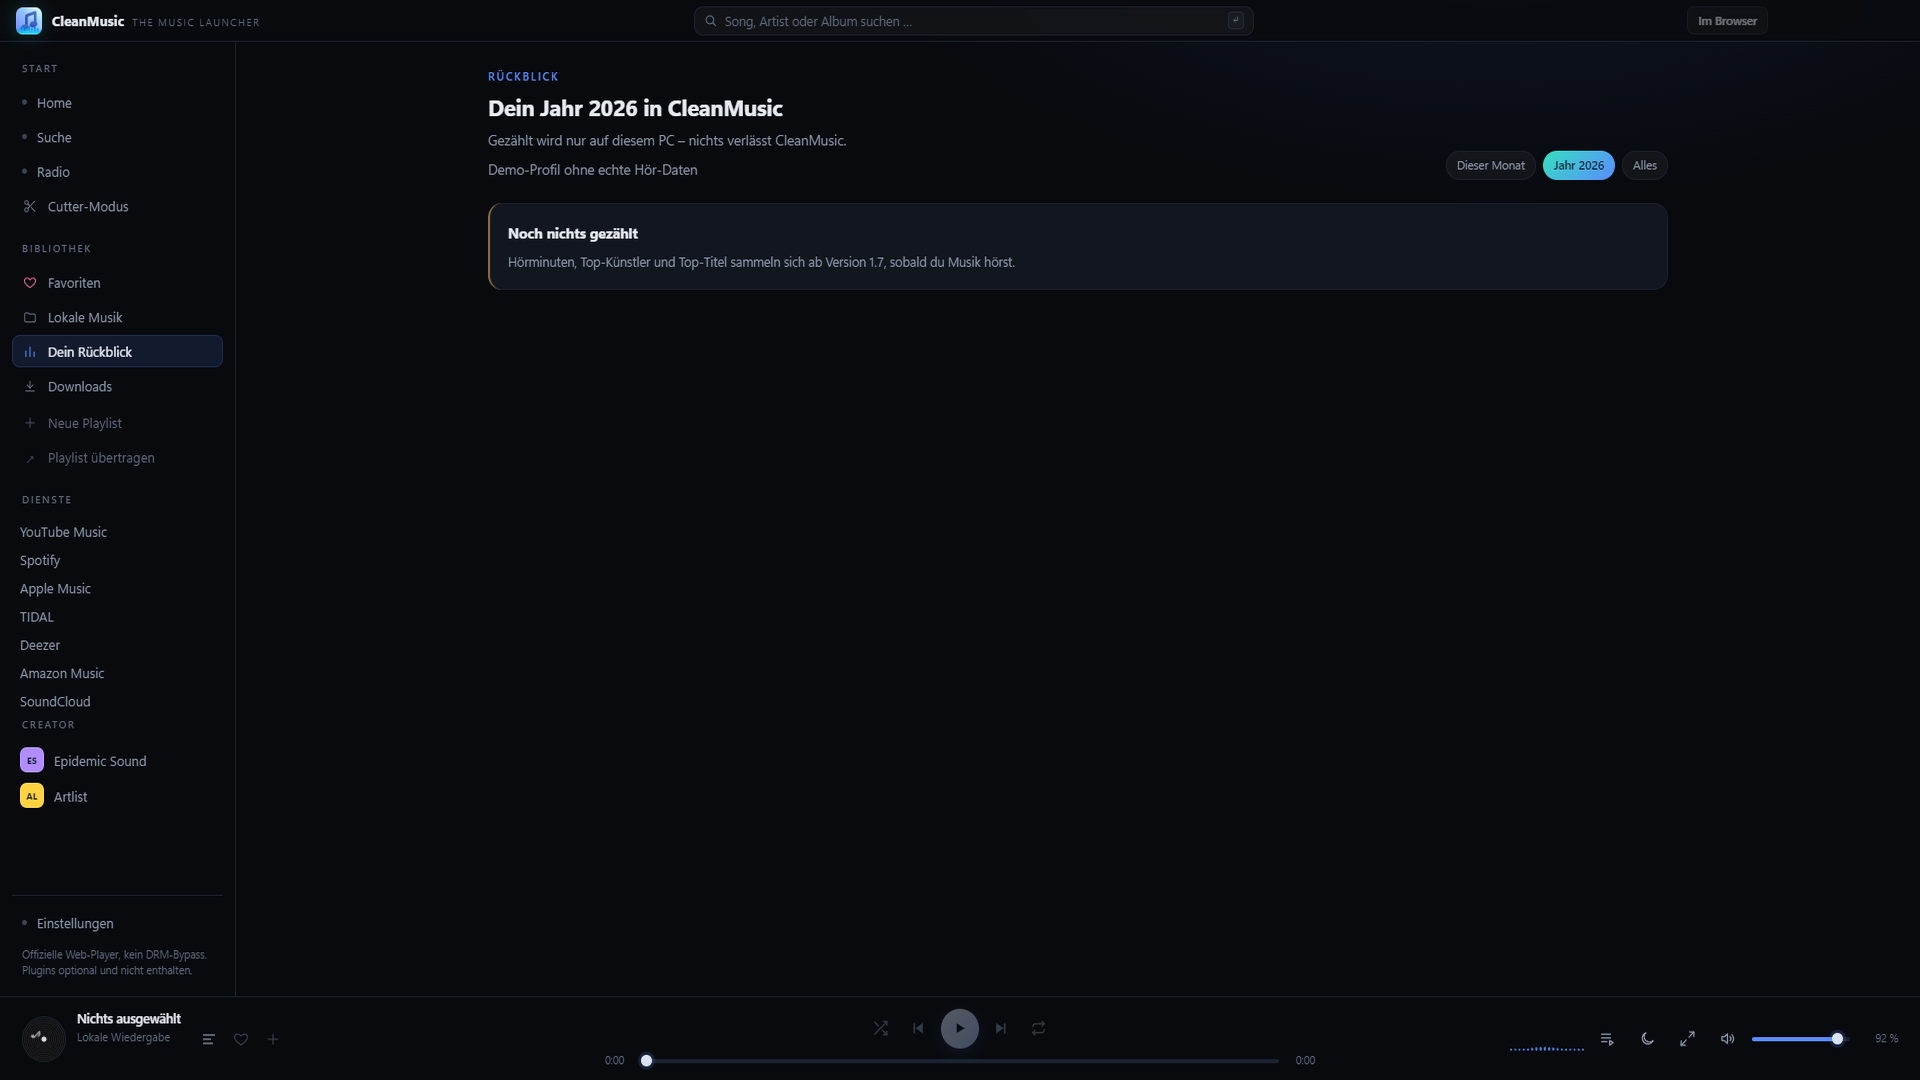 CleanMusic THE MUSIC LAUNCHER
Song, Artist oder Album suchen ...
Im Browser
START
Home
Suche
Radio
Cutter-Modus
BIBLIOTHEK
Favoriten
Lokale Musik
Dein Rückblick
Downloads
Neue Playlist
Playlist übertragen
DIENSTE
YouTube Music
Spotify
Apple Music
TIDAL
Deezer
Amazon Music
SoundCloud
CREATOR
ES Epidemic Sound
AL Artlist
Einstellungen
Offizielle Web-Player, kein DRM-Bypass.
Plugins optional und nicht enthalten.
RÜCKBLICK
Dein Jahr 2026 in CleanMusic
Gezählt wird nur auf diesem PC – nichts verlässt CleanMusic.
Demo-Profil ohne echte Hör-Daten
Dieser Monat Jahr 2026 Alles
Noch nichts gezählt
Hörminuten, Top-Künstler und Top-Titel sammeln sich ab Version 1.7, sobald du Musik hörst.
Nichts ausgewählt
Lokale Wiedergabe
0:00 0:00
92 %